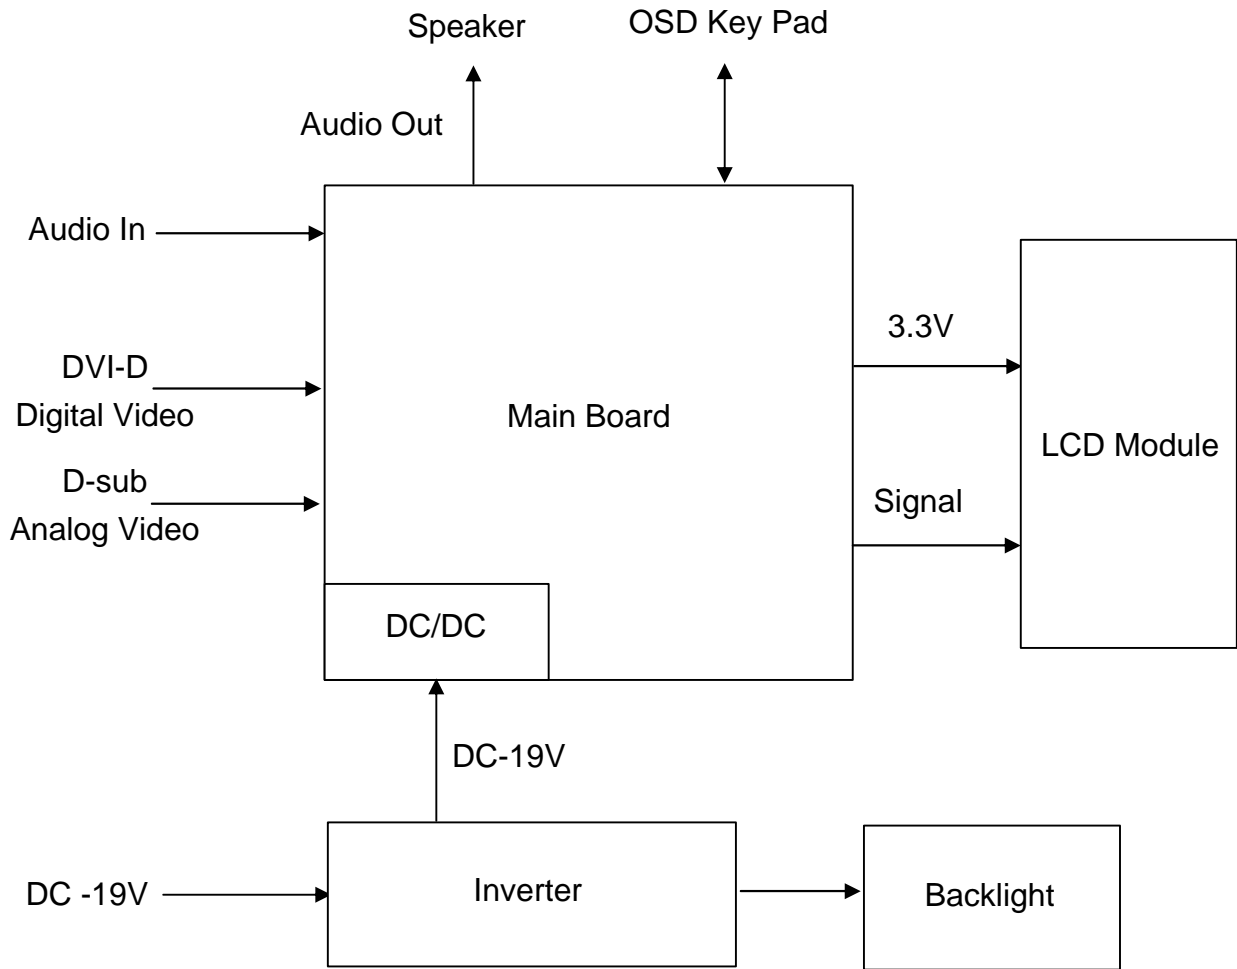 Speaker
OSD Key Pad
Audio Out
Audio In
3.3V
DVI-D
Digital Video
Main Board
LCD Module
D-sub
Signal
Analog Video
DC/DC
DC-19V
DC -19V
Inverter
Backlight